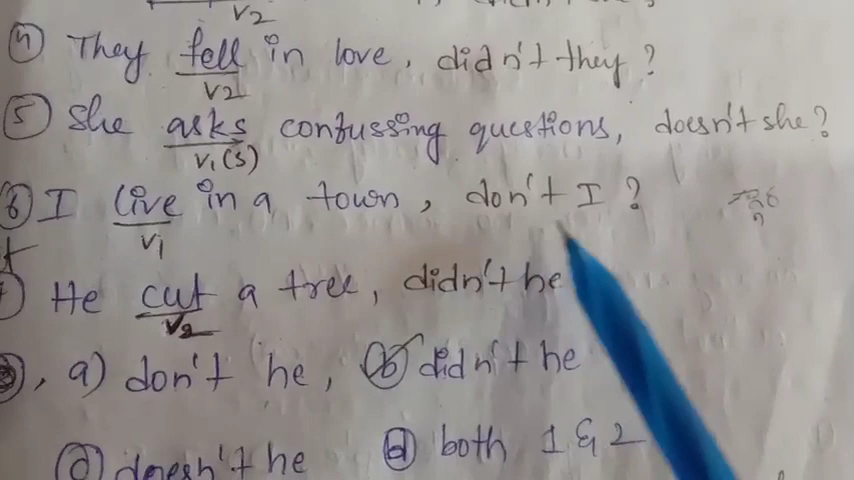 V2
④ They fell in love, didn't they?
V2
⑤ She asks confussing questions, doesn't she?
V1(s)
⑥ I live in a town, don't I?
V1
He cut a tree, didn't he
V2
, a) don't he, ⓑ didn't he
doesn't he ⓓ both 1 & 2